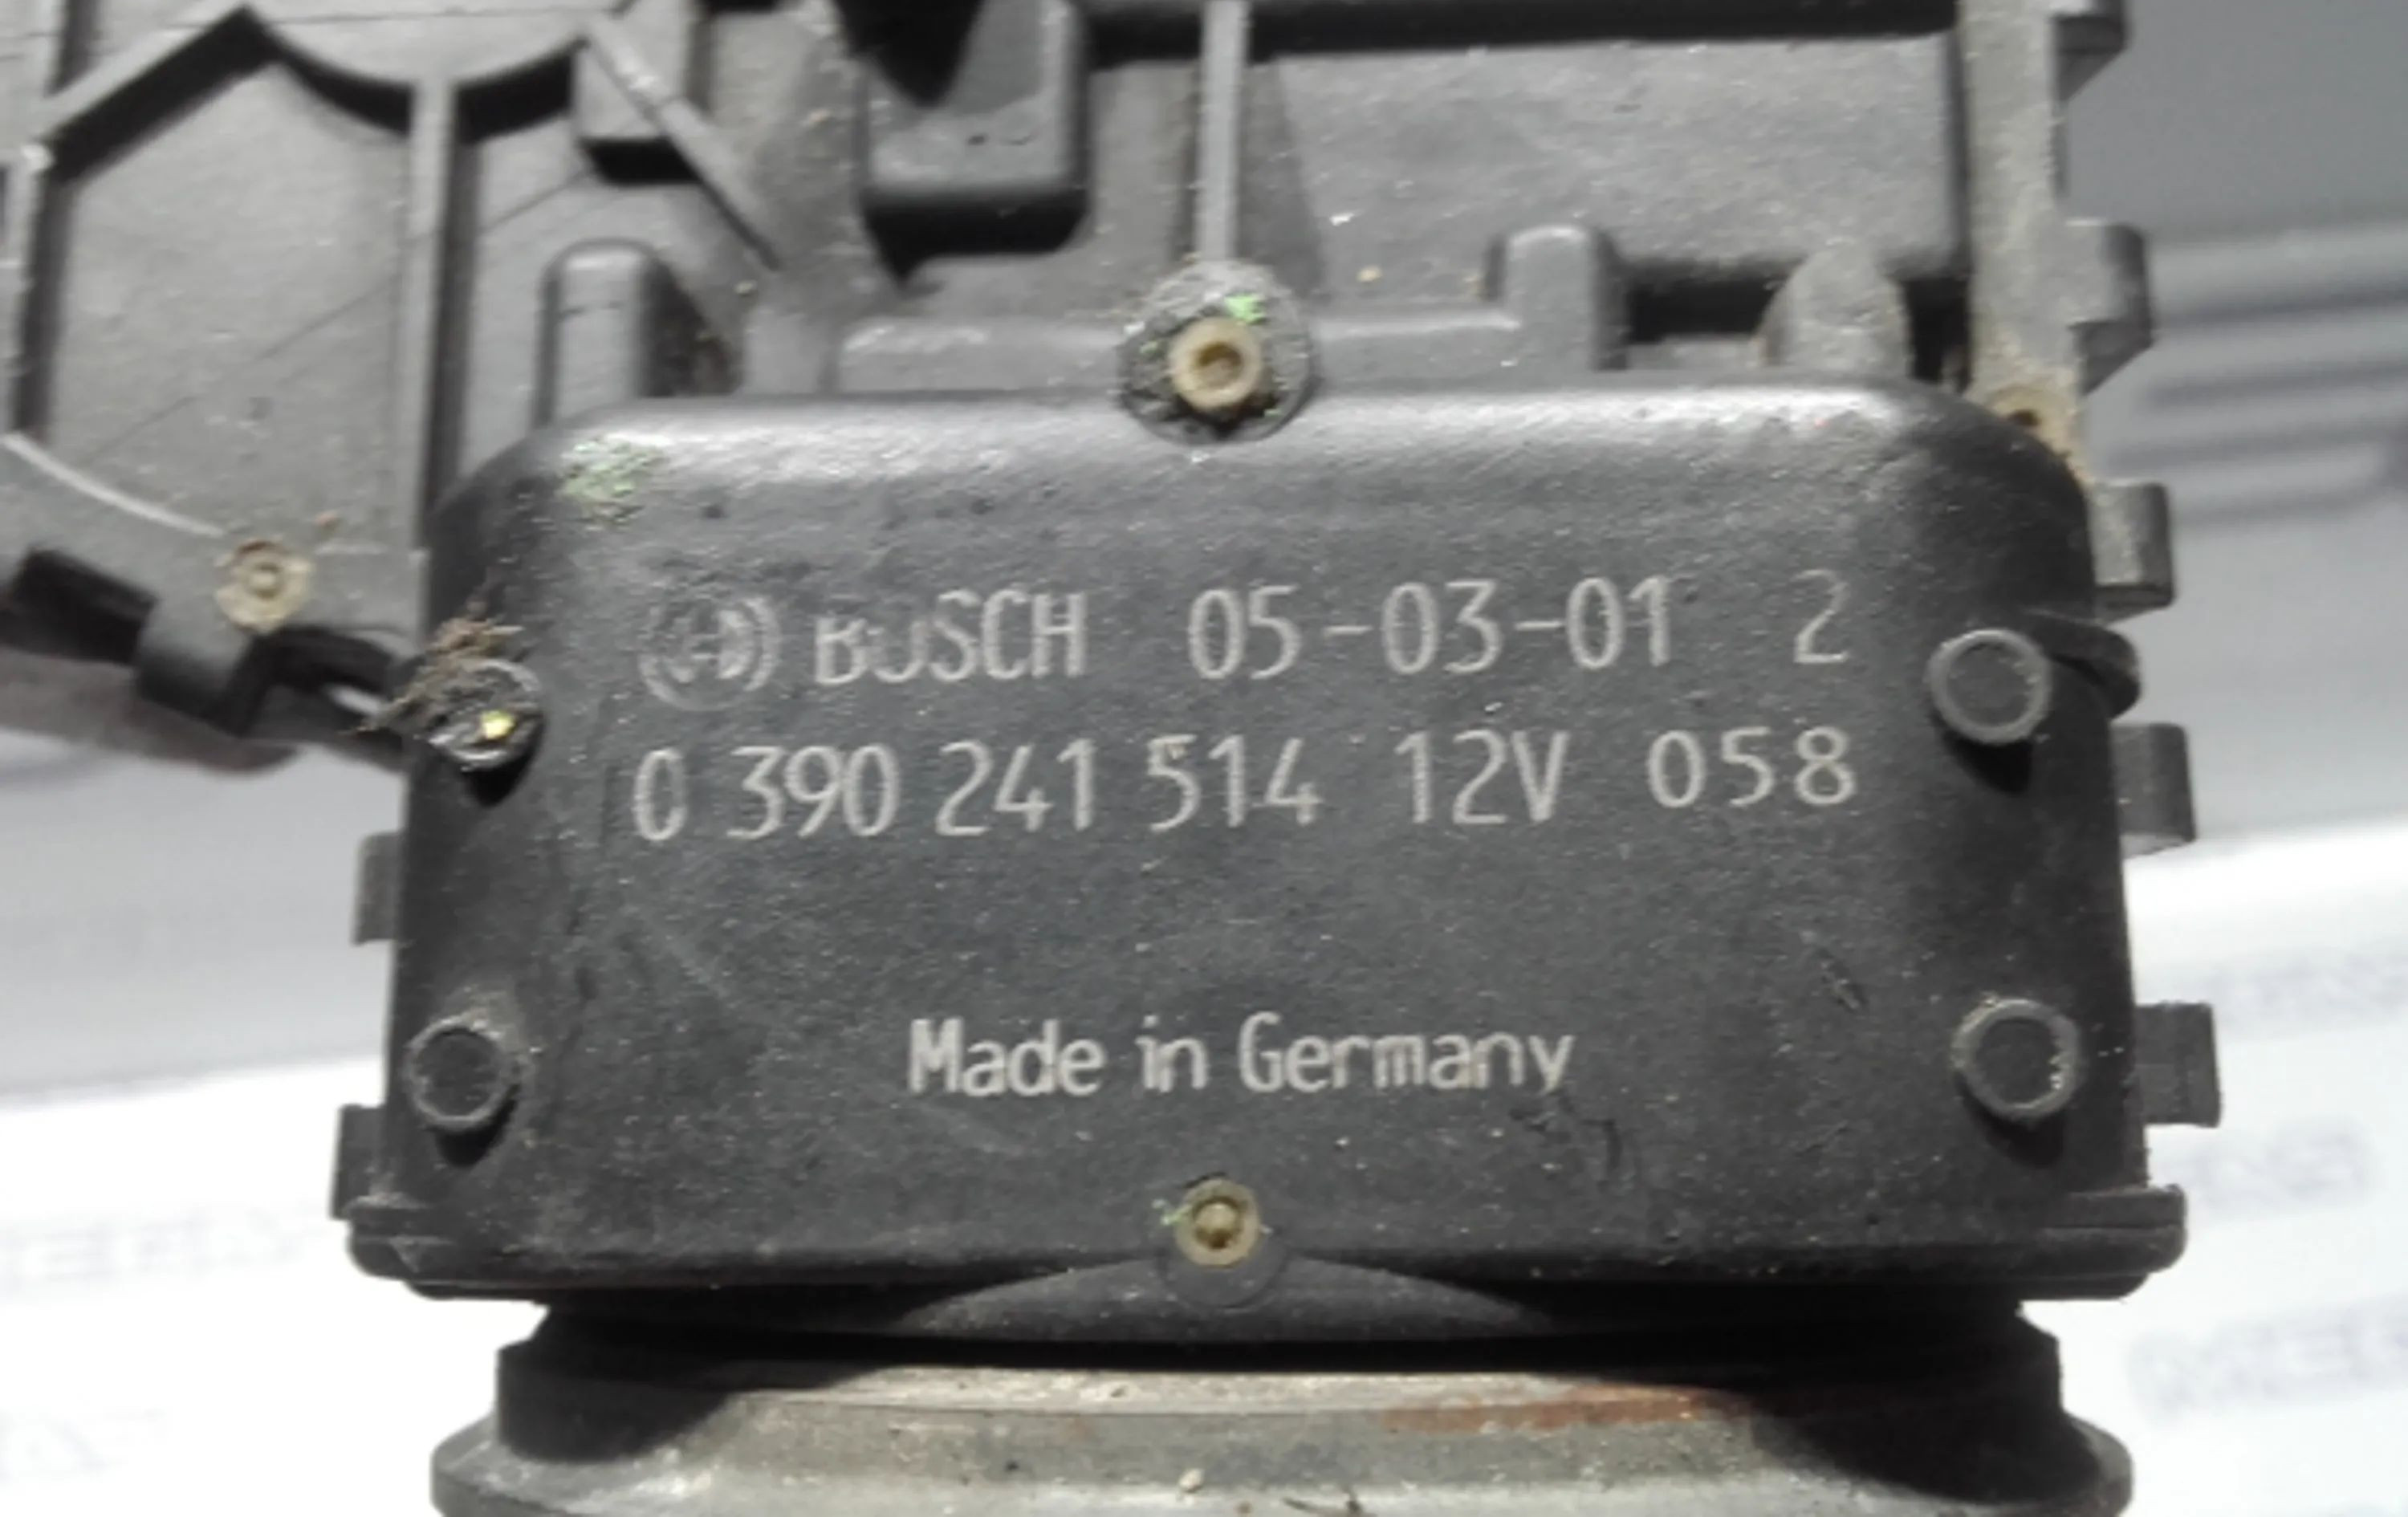 BOSCH 05-03-01 2
0 390 241 514 12V 058
Made in Germany